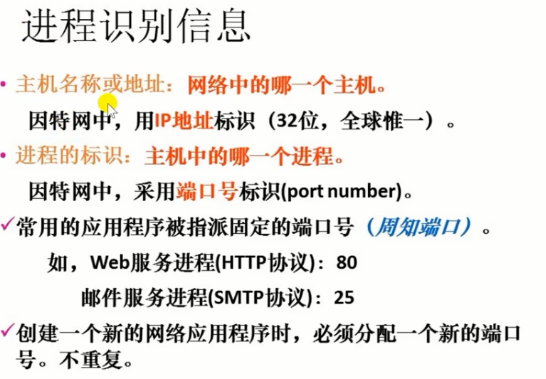 进程识别信息
• 主机名称或地址：网络中的哪一个主机。
因特网中，用IP地址标识（32位，全球惟一）。
• 进程的标识：主机中的哪一个进程。
因特网中，采用端口号标识(port number)。
✓常用的应用程序被指派固定的端口号（周知端口）。
如，Web服务进程(HTTP协议)：80
邮件服务进程(SMTP协议)：25
✓创建一个新的网络应用程序时，必须分配一个新的端口
号。不重复。